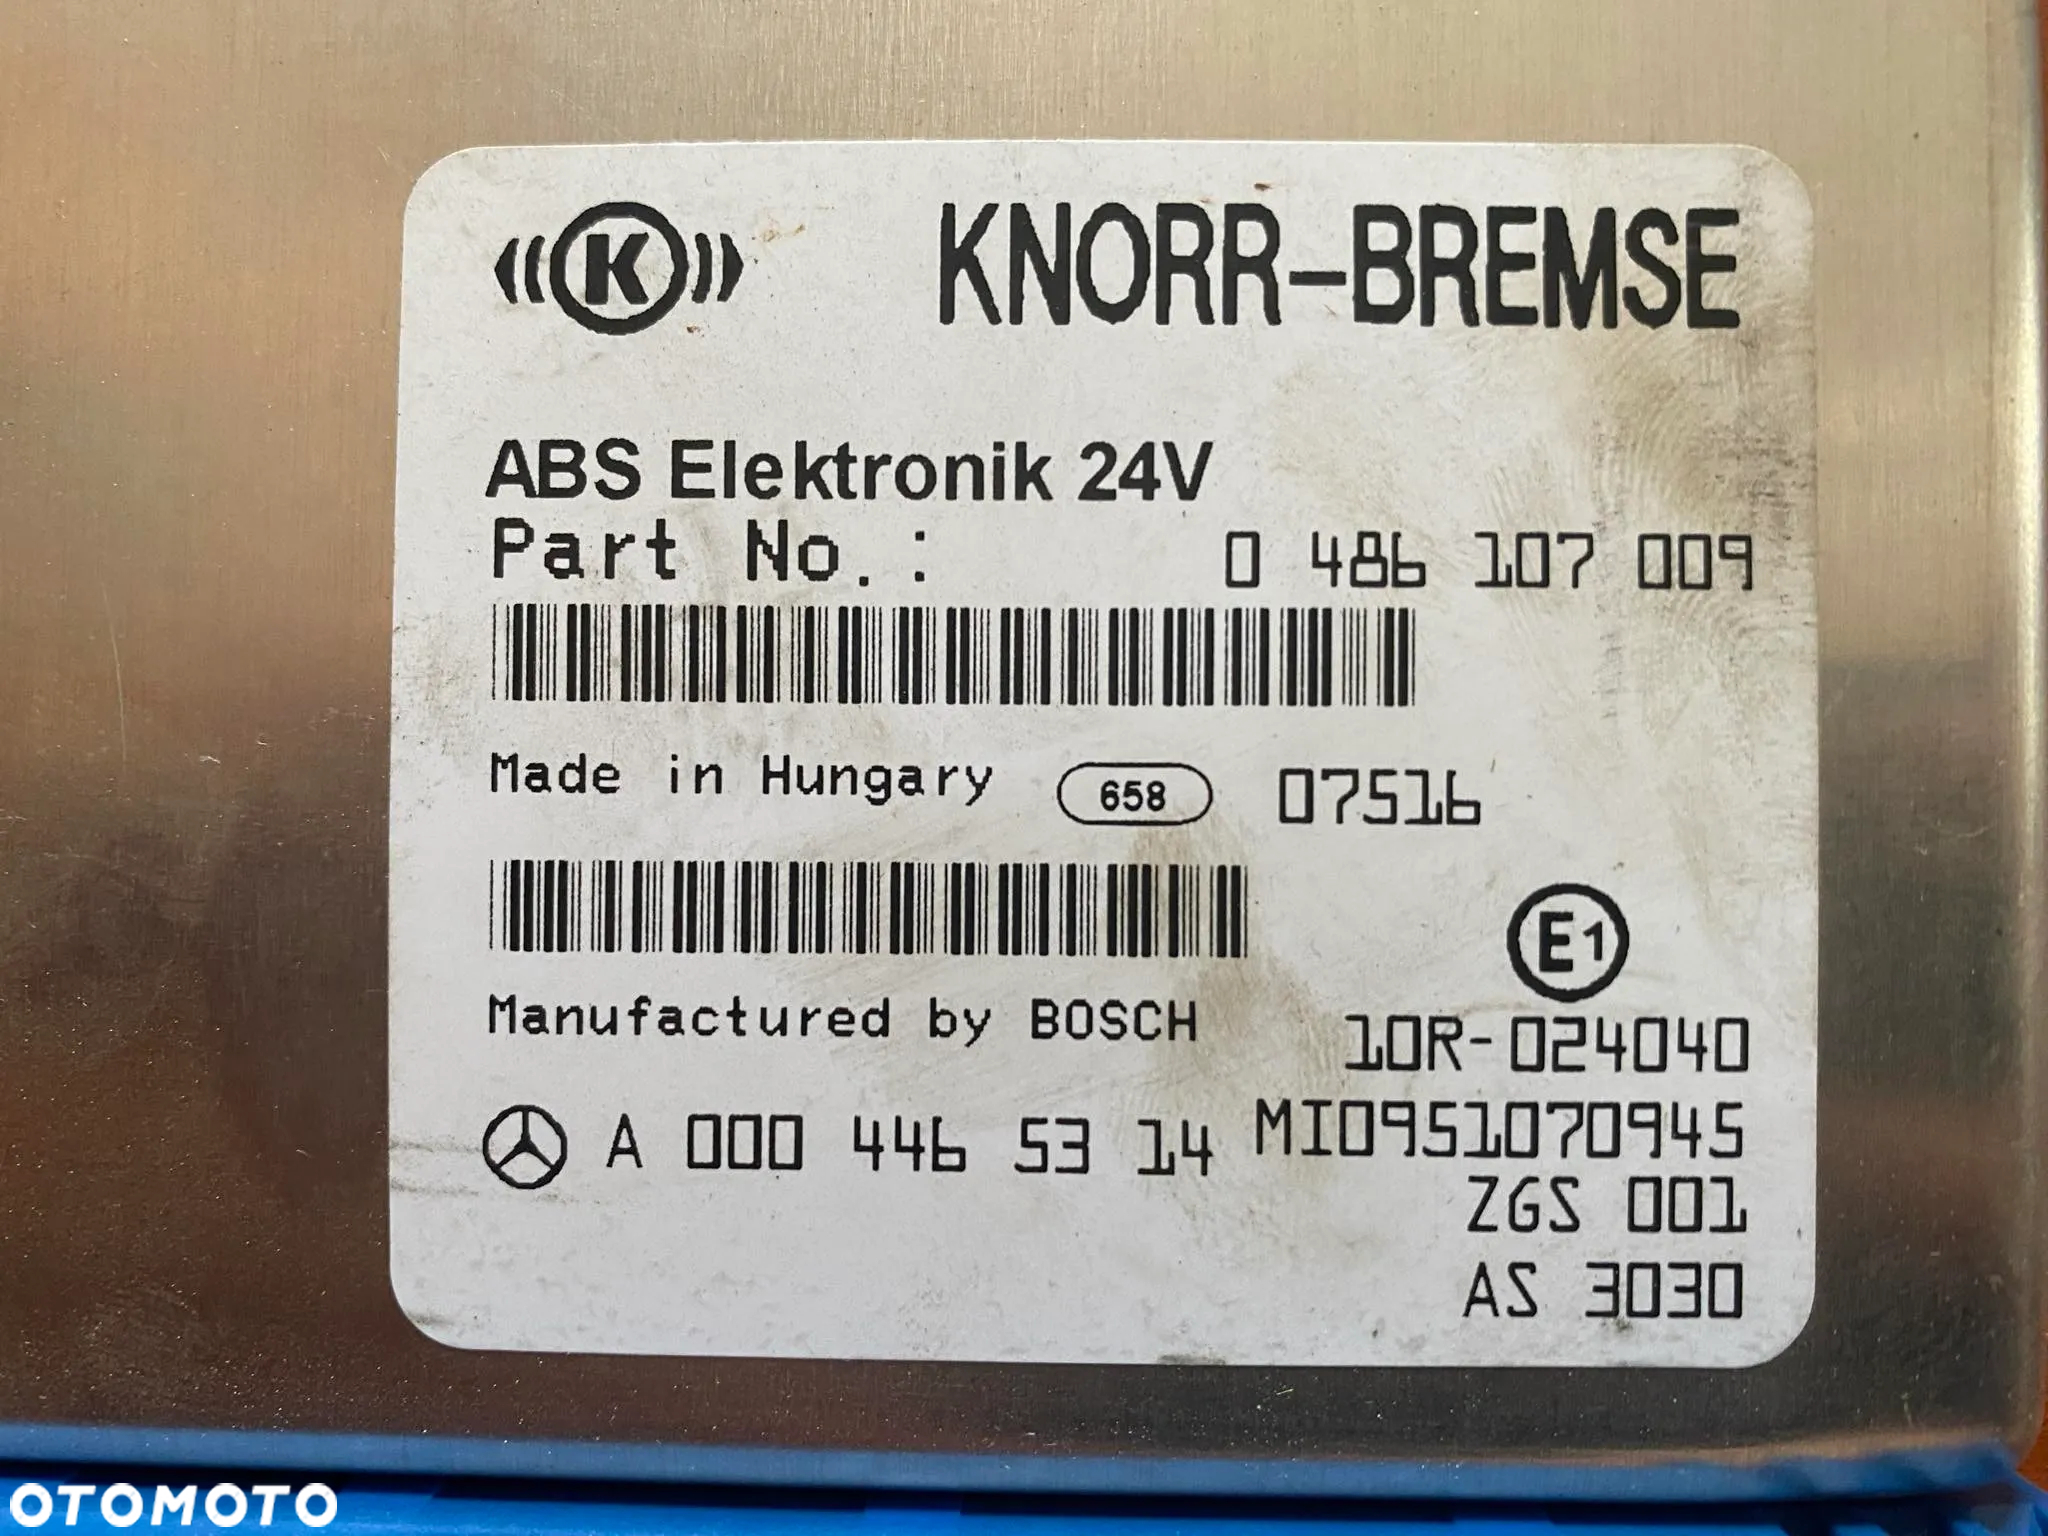 K KNORR-BREMSE
ABS Elektronik 24V
Part No.: 0 486 107 009
Made in Hungary 658 07516
E1
Manufactured by BOSCH 10R-024040
A 000 446 53 14 MI0951070945
ZGS 001
AS 3030
OTOMOTO